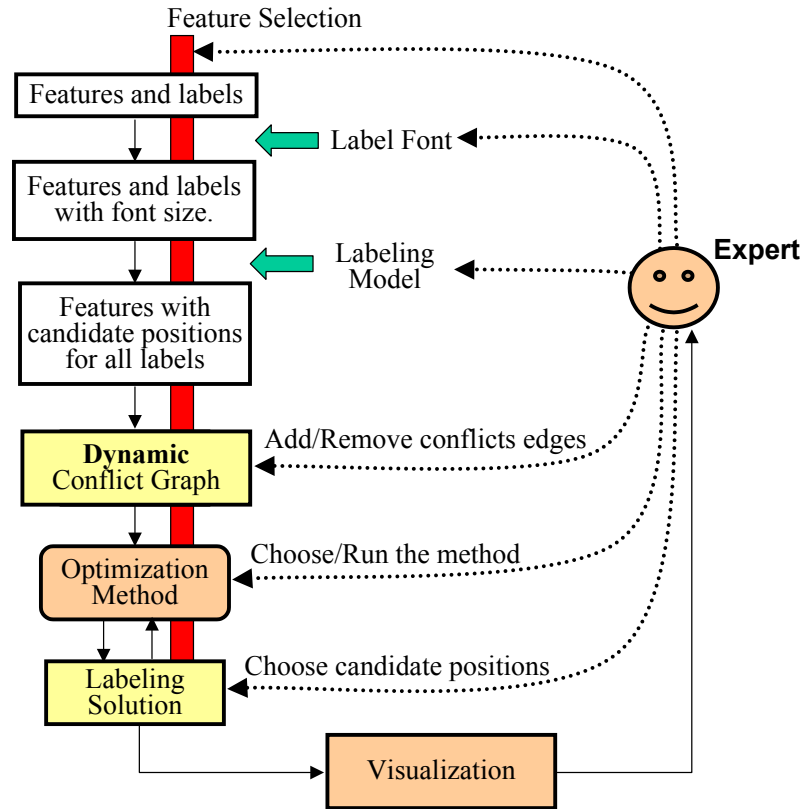 Feature Selection
Features and labels
Label Font
Features and labels
with font size.
Expert
Labeling
Model
Features with
candidate positions
for all labels
Add/Remove conflicts edges
Dynamic
Conflict Graph
Choose/Run the method
Optimization
Method
Choose candidate positions
Labeling
Solution
Visualization